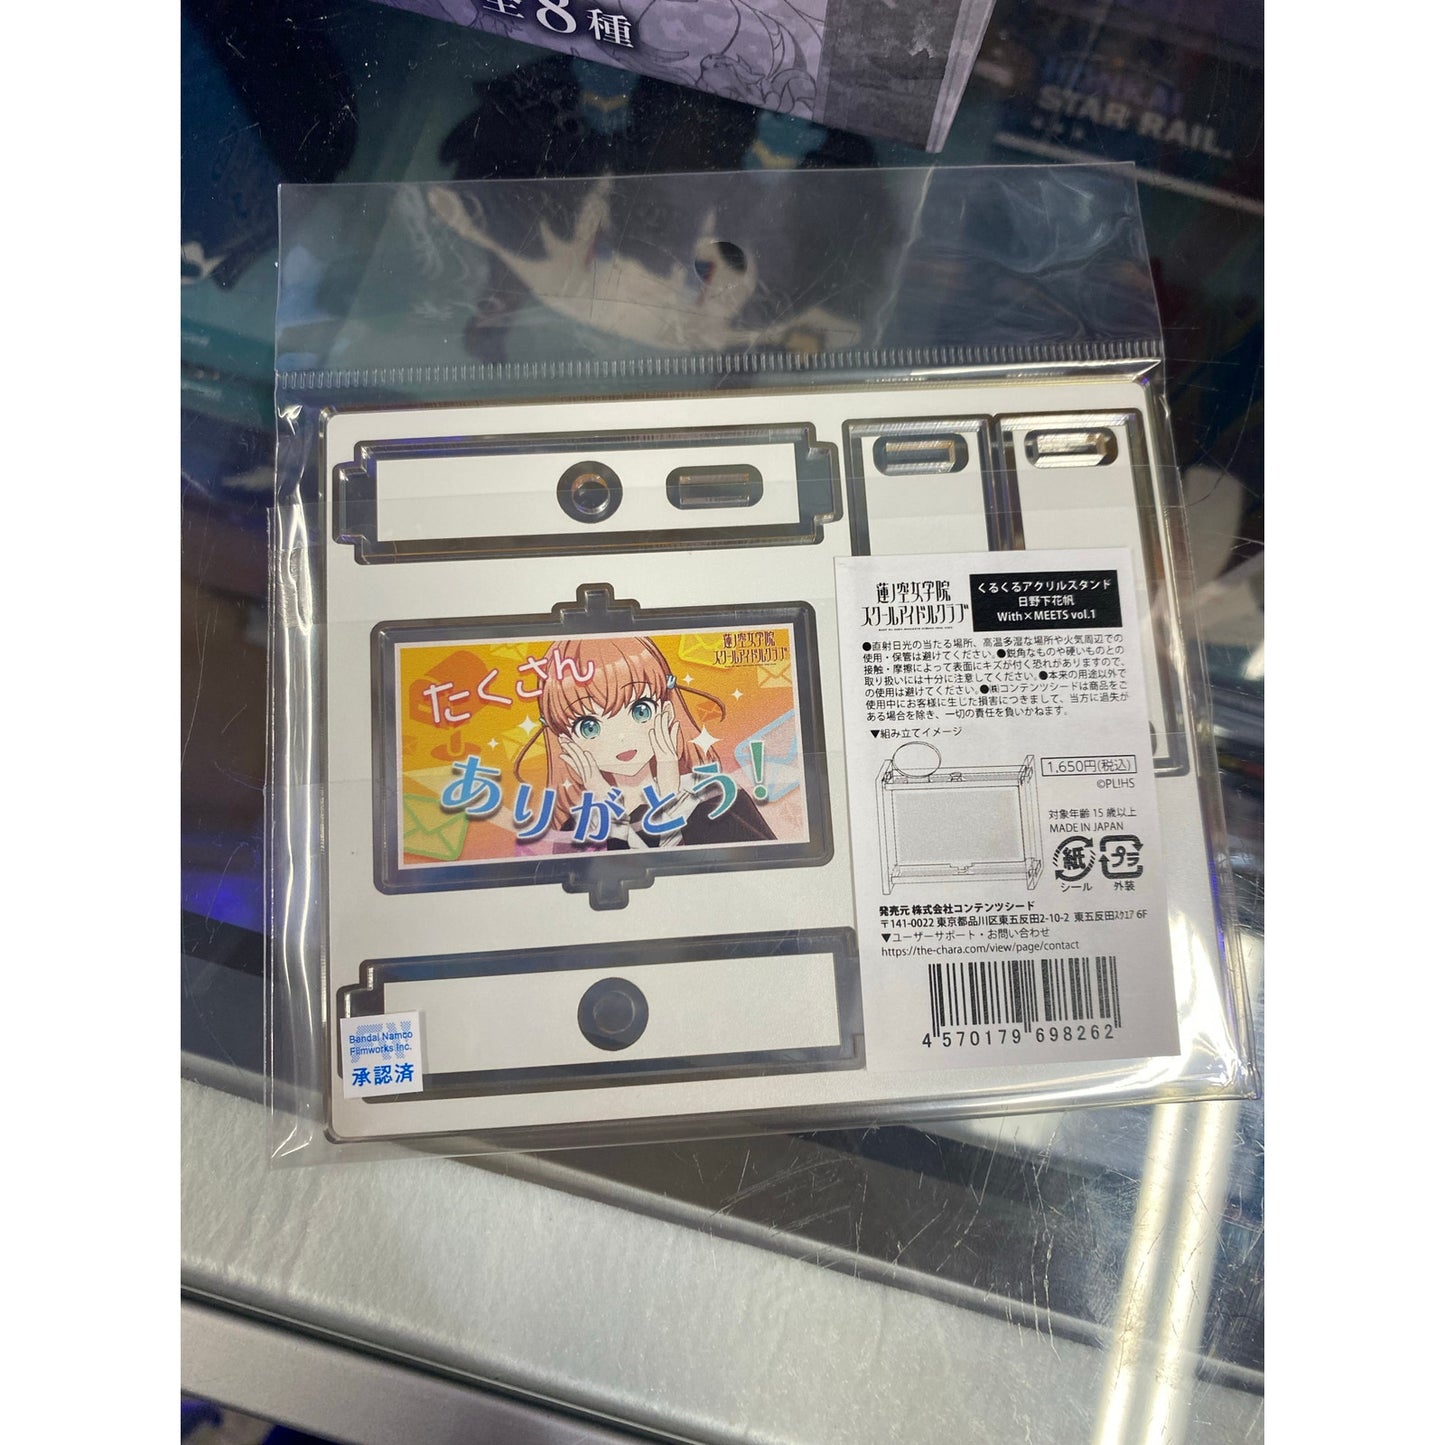 全8種
STAR RAIL
蓮ノ空女学院
スクールアイドルクラブ
くるくるアクリルスタンド
日野下花帆
With×MEETS vol.1
●直射日光の当たる場所、高温多湿な場所や火気周辺での
使用・保管は避けてください。●鋭角なものや硬いものとの
接触・摩擦によって表面にキズが付く恐れがありますので、
取り扱いには十分に注意してください。●本来の用途以外で
の使用は避けてください。●㈱コンテンツシードは商品をご
使用中にお客様に生じた損害につきまして、当方に過失が
ある場合を除き、一切の責任を負いかねます。
▼組み立てイメージ
1,650円(税込)
©PL!HS
対象年齢 15 歳以上
MADE IN JAPAN
紙
シール
プラ
外装
発売元 株式会社コンテンツシード
〒141-0022 東京都品川区東五反田2-10-2 東五反田ｽｸｴｱ 6F
▼ユーザーサポート・お問い合わせ
https://the-chara.com/view/page/contact
4 570179 698262
蓮ノ空女学院
スクールアイドルクラブ
たくさん
ありがとう!
Bandai Namco
Filmworks Inc.
承認済